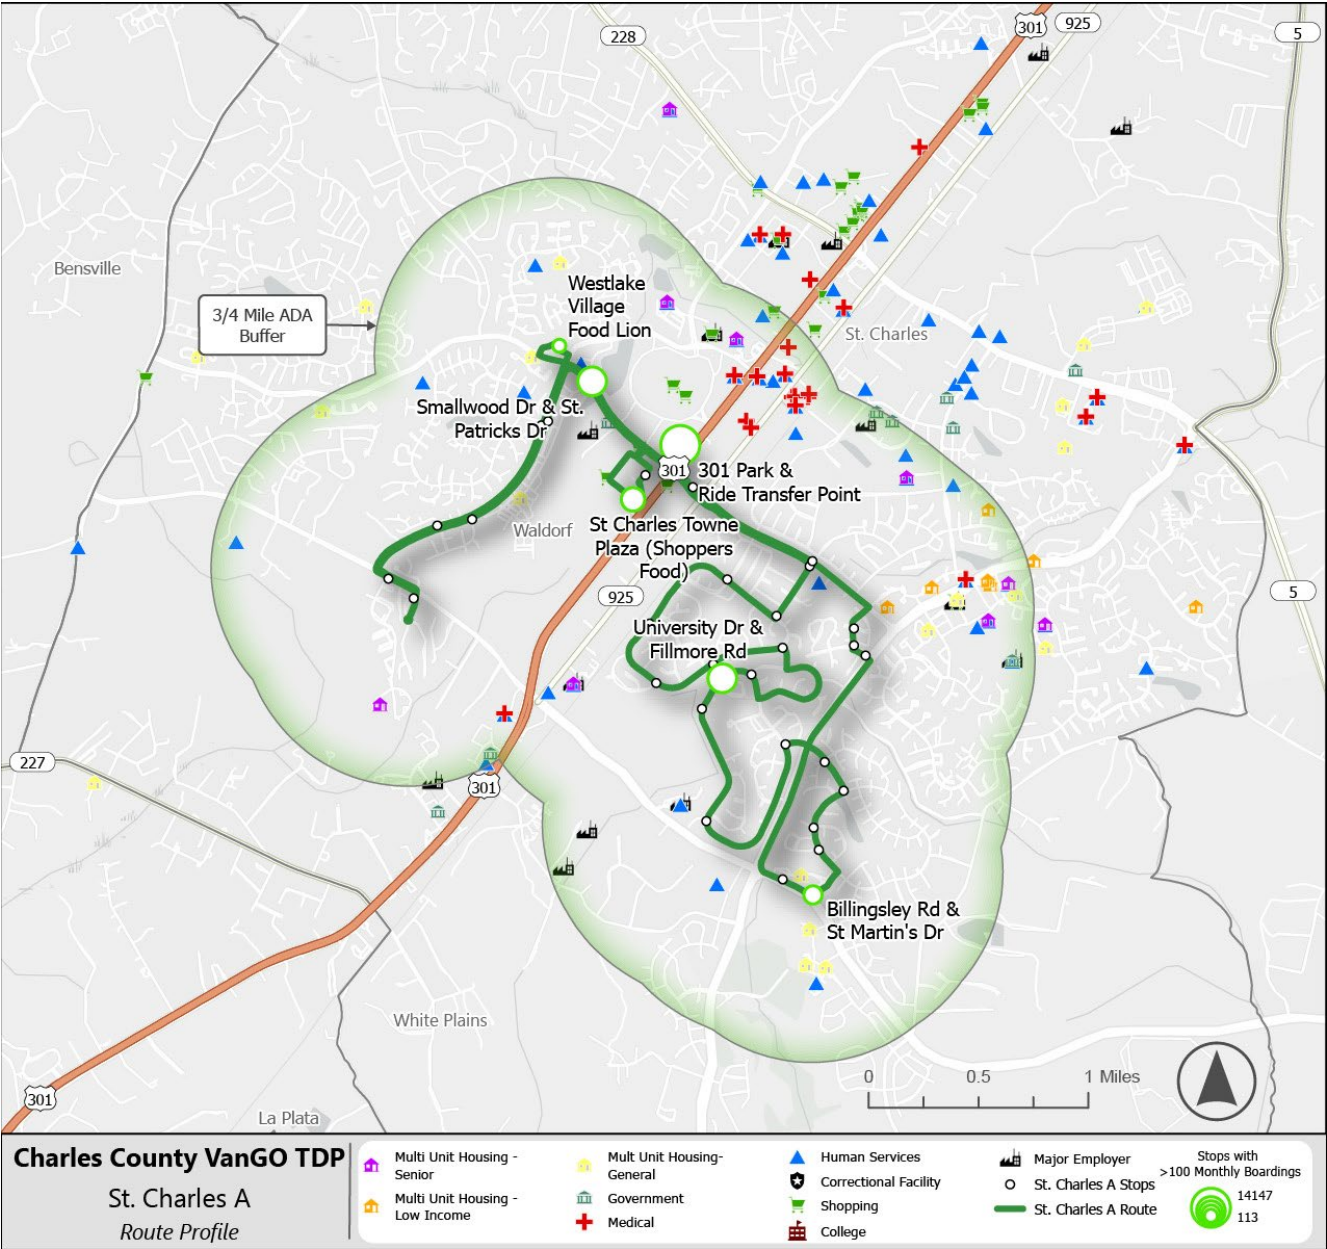 228
301
925
5
Bensville
3/4 Mile ADA
Buffer
Westlake
Village
Food Lion
St. Charles
Smallwood Dr & St.
Patricks Dr
301
301 Park &
Ride Transfer Point
Waldorf
St Charles Towne
Plaza (Shoppers
Food)
925
5
University Dr &
Fillmore Rd
227
301
Billingsley Rd &
St Martin's Dr
White Plains
0 0.5 1 Miles
301
La Plata
Charles County VanGO TDP
St. Charles A
Route Profile
Multi Unit Housing -
Senior
Multi Unit Housing -
Low Income
Mult Unit Housing-
General
Government
Medical
Human Services
Correctional Facility
Shopping
College
Major Employer
St. Charles A Stops
St. Charles A Route
Stops with
>100 Monthly Boardings
14147
113